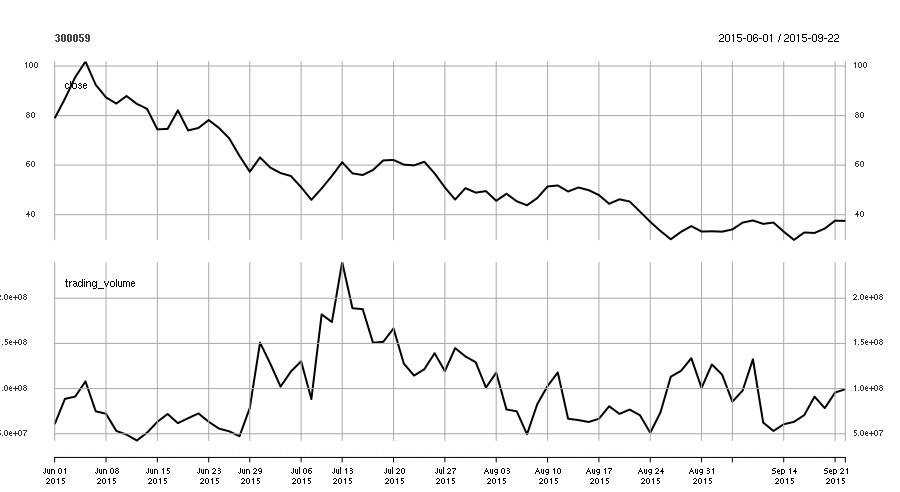 300059 2015-06-01 / 2015-09-22
100 100
close
80 80
60 60
40 40
trading_volume
2.0e+08 2.0e+08
1.5e+08 1.5e+08
1.0e+08 1.0e+08
5.0e+07 5.0e+07
Jun 01 Jun 08 Jun 15 Jun 23 Jun 29 Jul 06 Jul 13 Jul 20 Jul 27 Aug 03 Aug 10 Aug 17 Aug 24 Aug 31 Sep 14 Sep 21
2015 2015 2015 2015 2015 2015 2015 2015 2015 2015 2015 2015 2015 2015 2015 2015